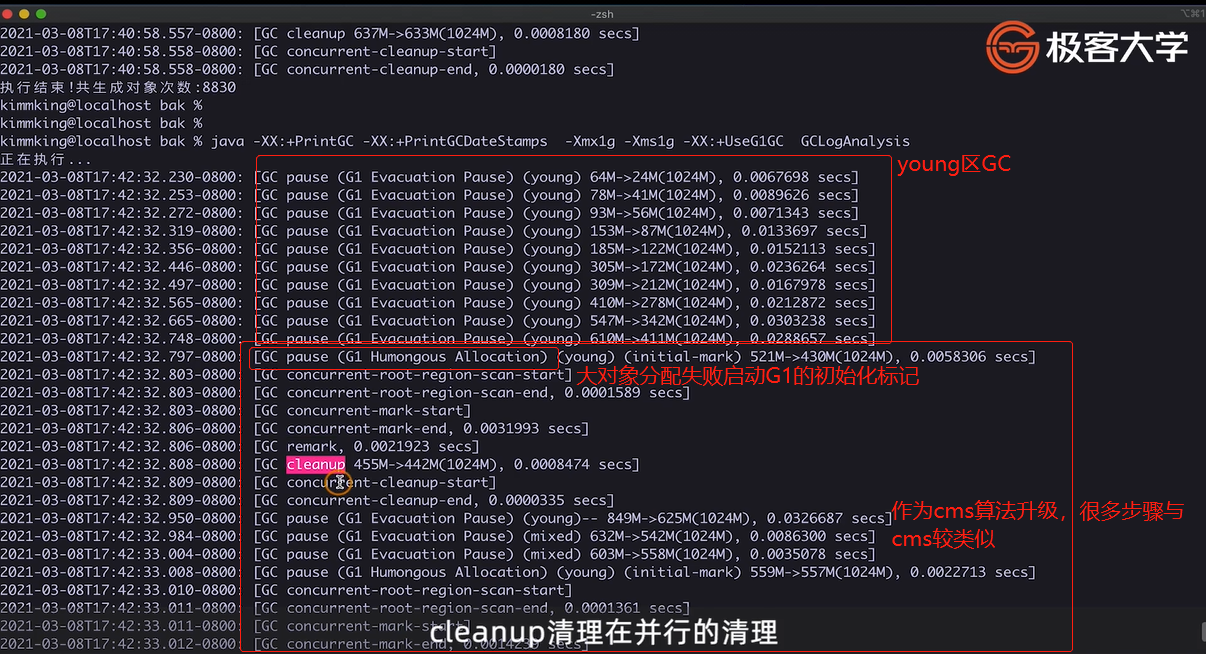 -zsh
2021-03-08T17:40:58.557-0800: [GC cleanup 637M->633M(1024M), 0.0008180 secs]
2021-03-08T17:40:58.558-0800: [GC concurrent-cleanup-start]
2021-03-08T17:40:58.558-0800: [GC concurrent-cleanup-end, 0.0000180 secs]
极客大学
执行结束!共生成对象次数:8830
kimmking@localhost bak %
kimmking@localhost bak %
kimmking@localhost bak % java -XX:+PrintGC -XX:+PrintGCDateStamps  -Xmx1g -Xms1g -XX:+UseG1GC  GCLogAnalysis
正在执行...
young区GC
2021-03-08T17:42:32.230-0800: [GC pause (G1 Evacuation Pause) (young) 64M->24M(1024M), 0.0067698 secs]
2021-03-08T17:42:32.253-0800: [GC pause (G1 Evacuation Pause) (young) 78M->41M(1024M), 0.0089626 secs]
2021-03-08T17:42:32.272-0800: [GC pause (G1 Evacuation Pause) (young) 93M->56M(1024M), 0.0071343 secs]
2021-03-08T17:42:32.319-0800: [GC pause (G1 Evacuation Pause) (young) 153M->87M(1024M), 0.0133697 secs]
2021-03-08T17:42:32.356-0800: [GC pause (G1 Evacuation Pause) (young) 185M->122M(1024M), 0.0152113 secs]
2021-03-08T17:42:32.446-0800: [GC pause (G1 Evacuation Pause) (young) 305M->172M(1024M), 0.0236264 secs]
2021-03-08T17:42:32.497-0800: [GC pause (G1 Evacuation Pause) (young) 309M->212M(1024M), 0.0167978 secs]
2021-03-08T17:42:32.565-0800: [GC pause (G1 Evacuation Pause) (young) 410M->278M(1024M), 0.0212872 secs]
2021-03-08T17:42:32.665-0800: [GC pause (G1 Evacuation Pause) (young) 547M->342M(1024M), 0.0303238 secs]
2021-03-08T17:42:32.748-0800: [GC pause (G1 Evacuation Pause) (young) 610M->411M(1024M), 0.0288657 secs]
2021-03-08T17:42:32.797-0800: [GC pause (G1 Humongous Allocation) (young) (initial-mark) 521M->430M(1024M), 0.0058306 secs]
2021-03-08T17:42:32.803-0800: [GC concurrent-root-region-scan-start]
大对象分配失败启动G1的初始化标记
2021-03-08T17:42:32.803-0800: [GC concurrent-root-region-scan-end, 0.0001589 secs]
2021-03-08T17:42:32.803-0800: [GC concurrent-mark-start]
2021-03-08T17:42:32.806-0800: [GC concurrent-mark-end, 0.0031993 secs]
2021-03-08T17:42:32.806-0800: [GC remark, 0.0021923 secs]
2021-03-08T17:42:32.808-0800: [GC cleanup 455M->442M(1024M), 0.0008474 secs]
2021-03-08T17:42:32.809-0800: [GC concurrent-cleanup-start]
2021-03-08T17:42:32.809-0800: [GC concurrent-cleanup-end, 0.0000335 secs]
2021-03-08T17:42:32.950-0800: [GC pause (G1 Evacuation Pause) (young)-- 849M->625M(1024M), 0.0326687 secs]
作为cms算法升级，很多步骤与
cms较类似
2021-03-08T17:42:32.984-0800: [GC pause (G1 Evacuation Pause) (mixed) 632M->542M(1024M), 0.0086300 secs]
2021-03-08T17:42:33.004-0800: [GC pause (G1 Evacuation Pause) (mixed) 603M->558M(1024M), 0.0035078 secs]
2021-03-08T17:42:33.008-0800: [GC pause (G1 Humongous Allocation) (young) (initial-mark) 559M->557M(1024M), 0.0022713 secs]
2021-03-08T17:42:33.010-0800: [GC concurrent-root-region-scan-start]
2021-03-08T17:42:33.011-0800: [GC concurrent-root-region-scan-end, 0.0001361 secs]
2021-03-08T17:42:33.011-0800: [GC concurrent-mark-start]
2021-03-08T17:42:33.012-0800: [GC concurrent-mark-end, secs]
cleanup清理在并行的清理